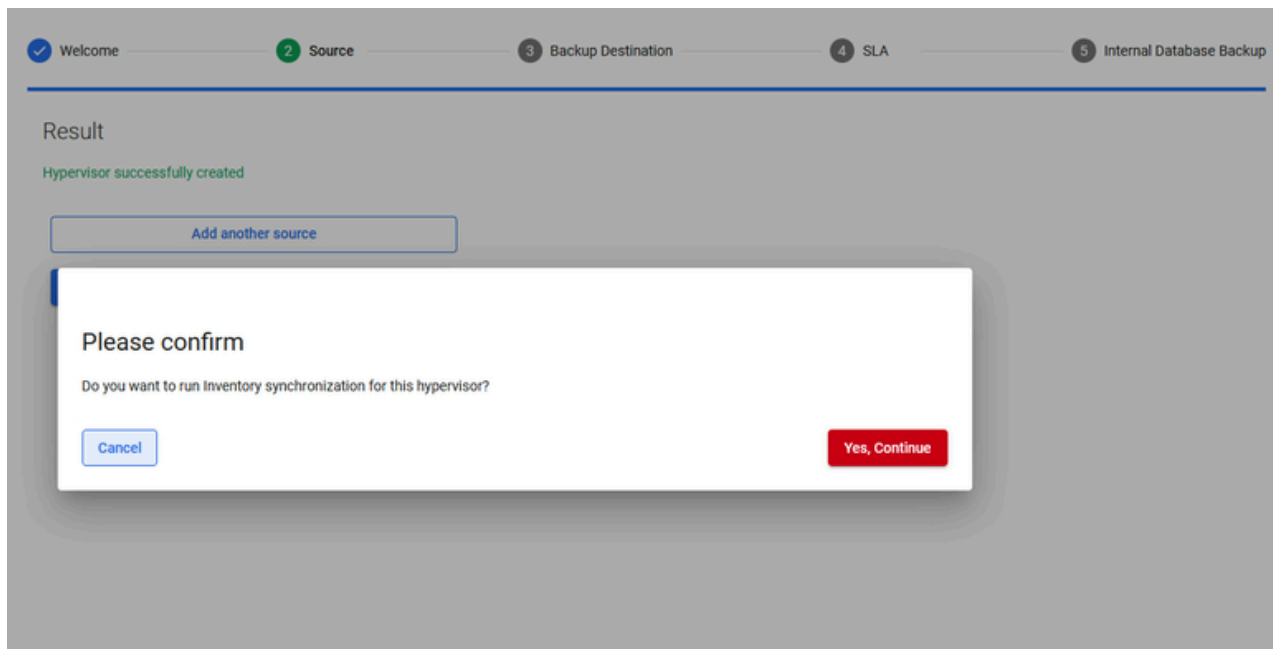 Welcome
2 Source
3 Backup Destination
4 SLA
5 Internal Database Backup
Result
Hypervisor successfully created
Add another source
Please confirm
Do you want to run Inventory synchronization for this hypervisor?
Cancel
Yes, Continue